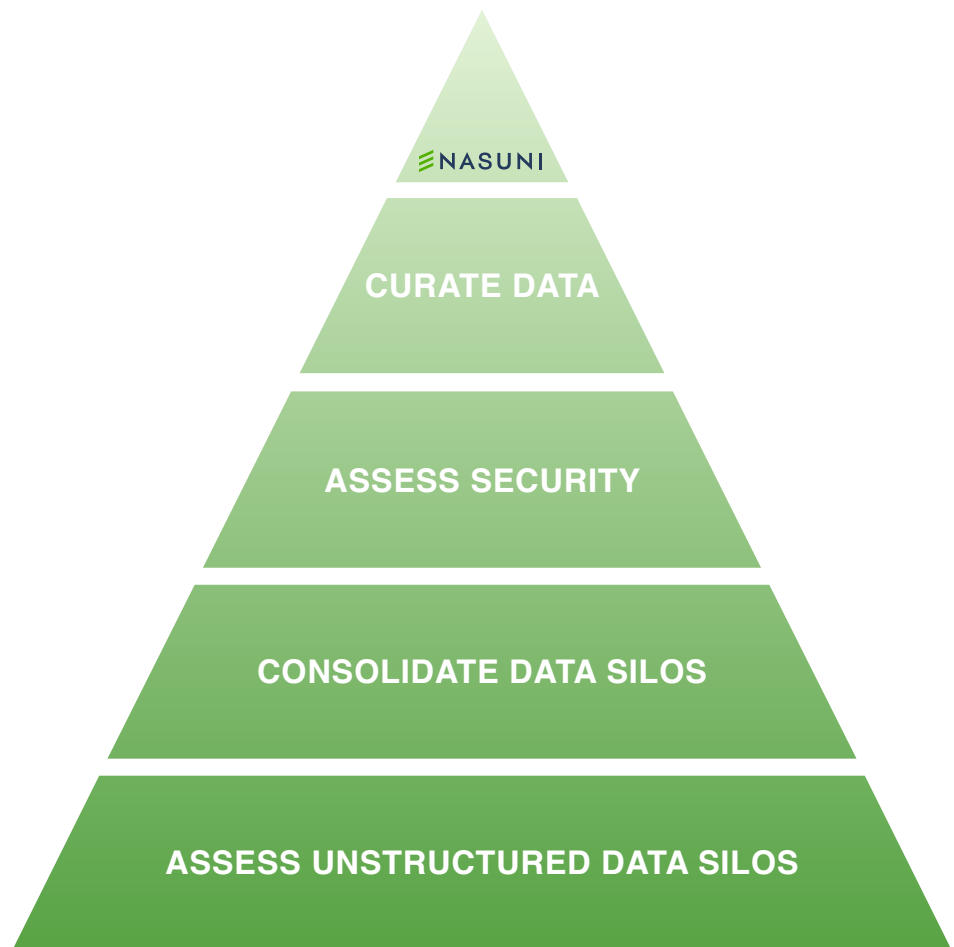 NASUNI
CURATE DATA
ASSESS SECURITY
CONSOLIDATE DATA SILOS
ASSESS UNSTRUCTURED DATA SILOS